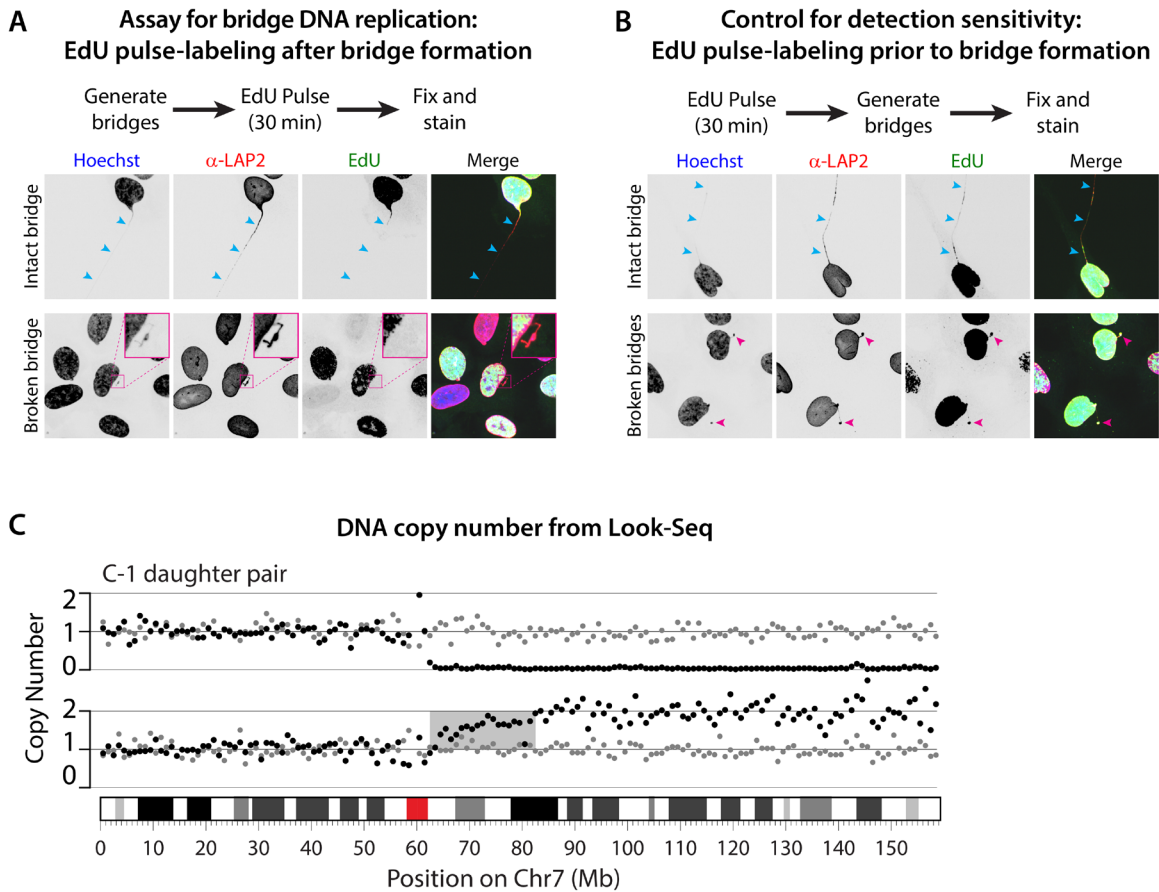 A
Assay for bridge DNA replication:
EdU pulse-labeling after bridge formation
Generate bridges
EdU Pulse (30 min)
Fix and stain
Hoechst
α-LAP2
EdU
Merge
Intact bridge
Broken bridge
B
Control for detection sensitivity:
EdU pulse-labeling prior to bridge formation
EdU Pulse (30 min)
Generate bridges
Fix and stain
Hoechst
α-LAP2
EdU
Merge
Intact bridge
Broken bridges
C
DNA copy number from Look-Seq
C-1 daughter pair
Copy Number
2
1
0
2
1
0
0 10 20 30 40 50 60 70 80 90 100 110 120 130 140 150
Position on Chr7 (Mb)